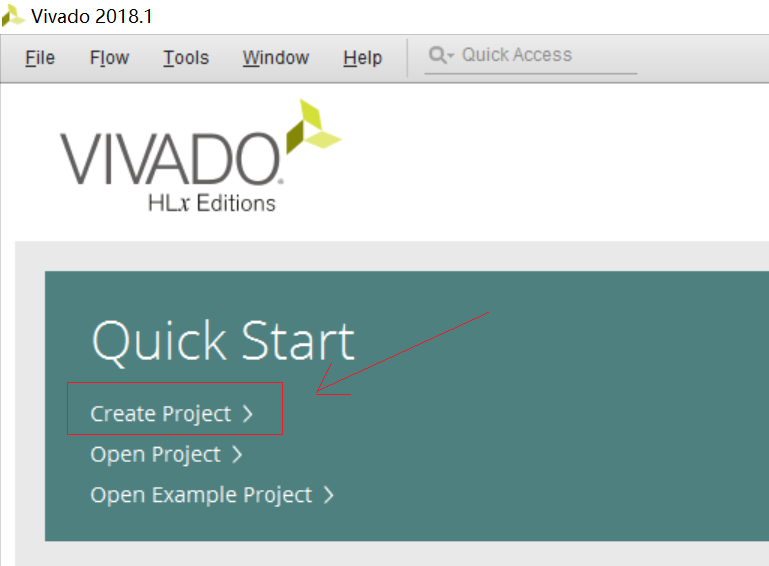 Vivado 2018.1
File Flow Tools Window Help Quick Access
VIVADO.
HLx Editions
Quick Start
Create Project
Open Project
Open Example Project